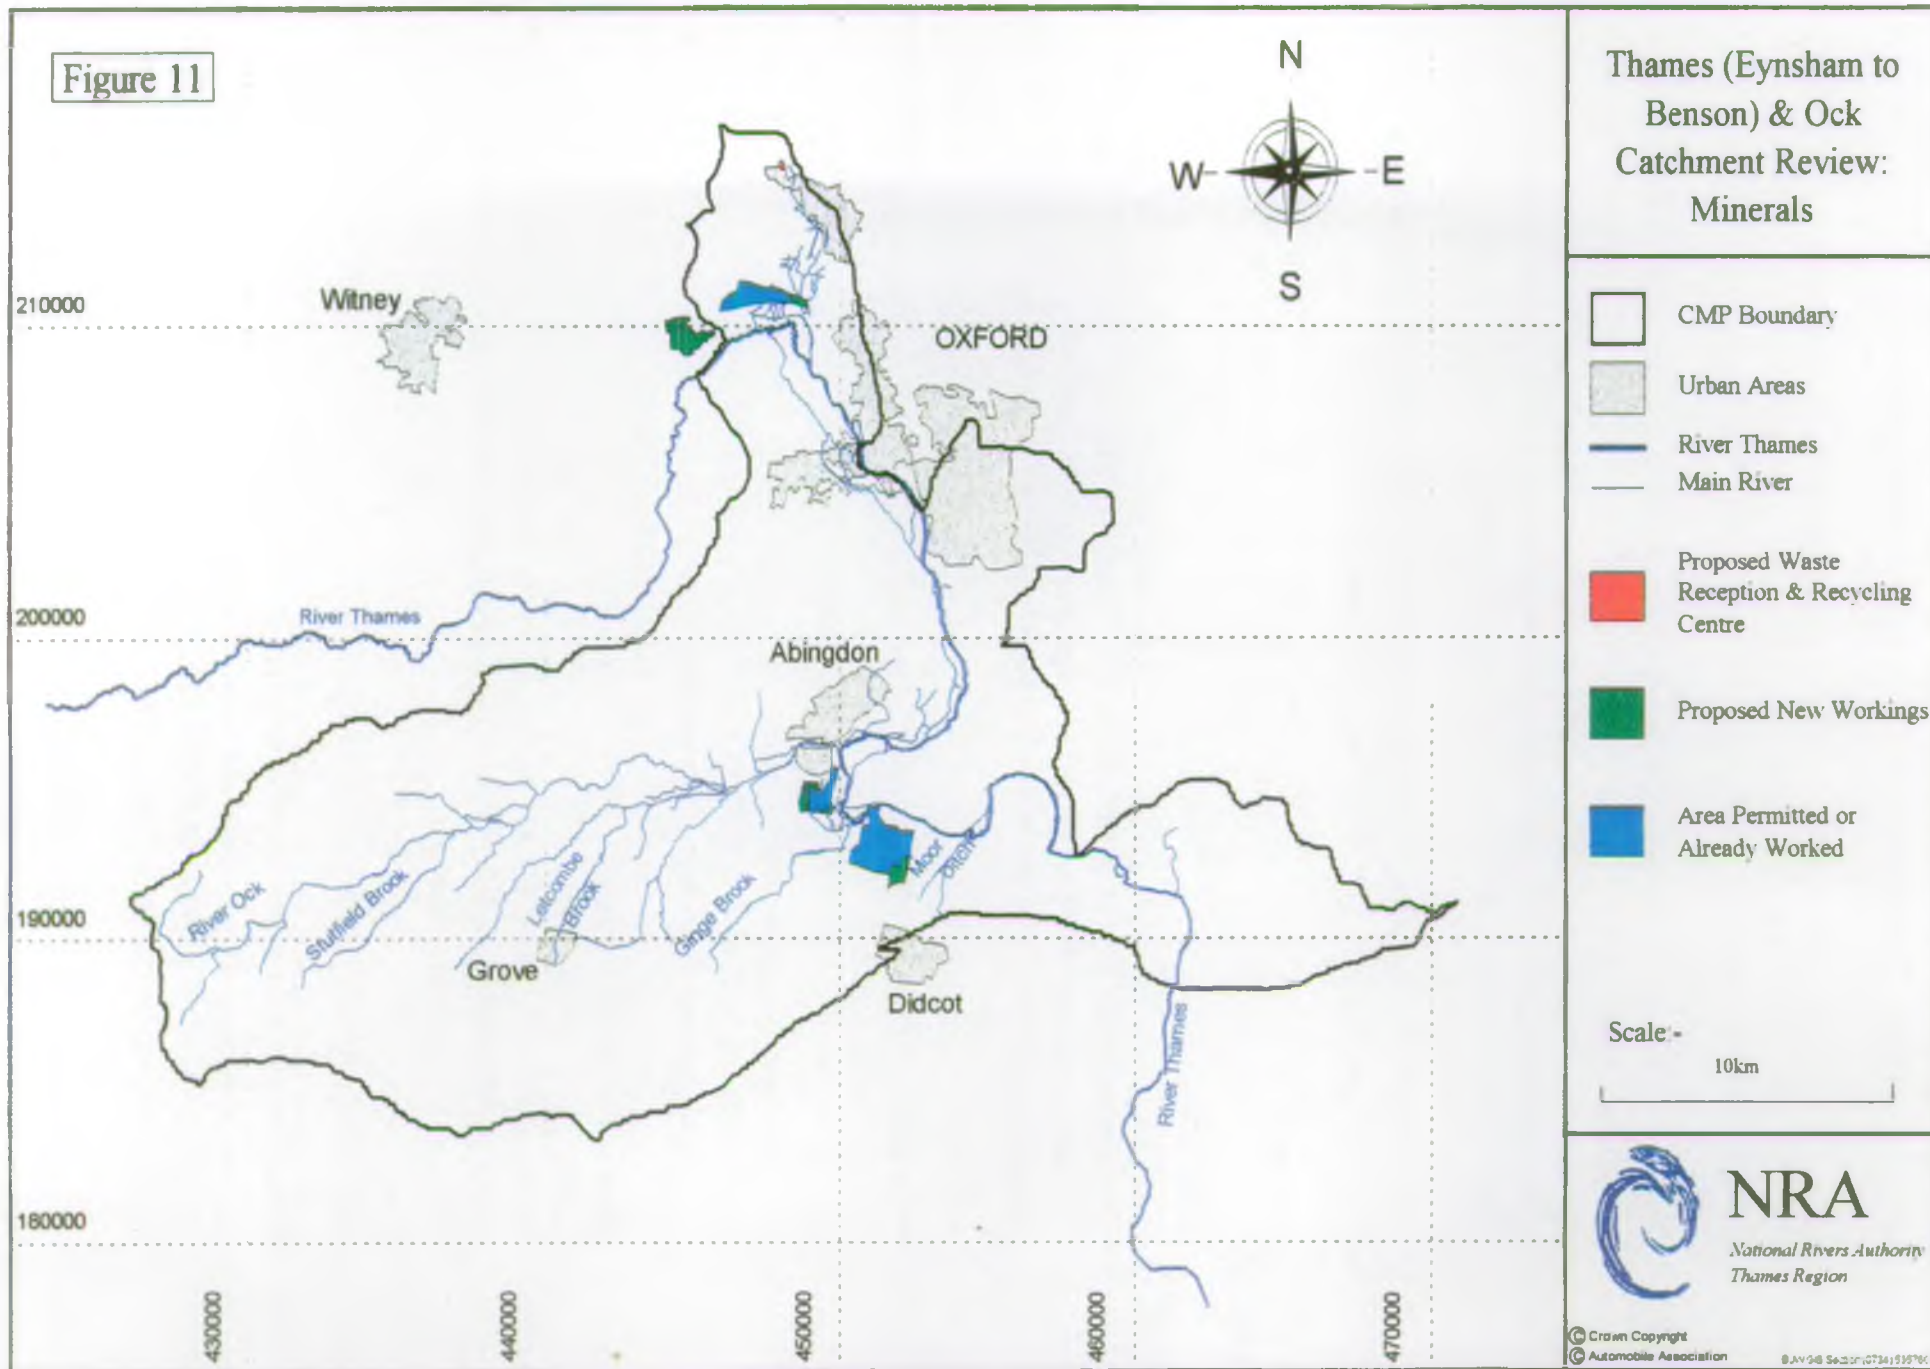 Figure 11
Thames (Eynsham to
Benson) & Ock
Catchment Review:
Minerals
N
W
E
S
210000
Witney
OXFORD
200000
River Thames
Abingdon
190000
River Ock
Stutfield Brook
Letcombe
Brook
Ginge Brook
Moor
Ditch
Grove
Didcot
River Thames
180000
430000
440000
450000
460000
470000
CMP Boundary
Urban Areas
River Thames
Main River
Proposed Waste
Reception & Recycling
Centre
Proposed New Workings
Area Permitted or
Already Worked
Scale:-
10km
NRA
National Rivers Authority
Thames Region
© Crown Copyright
© Automobile Association